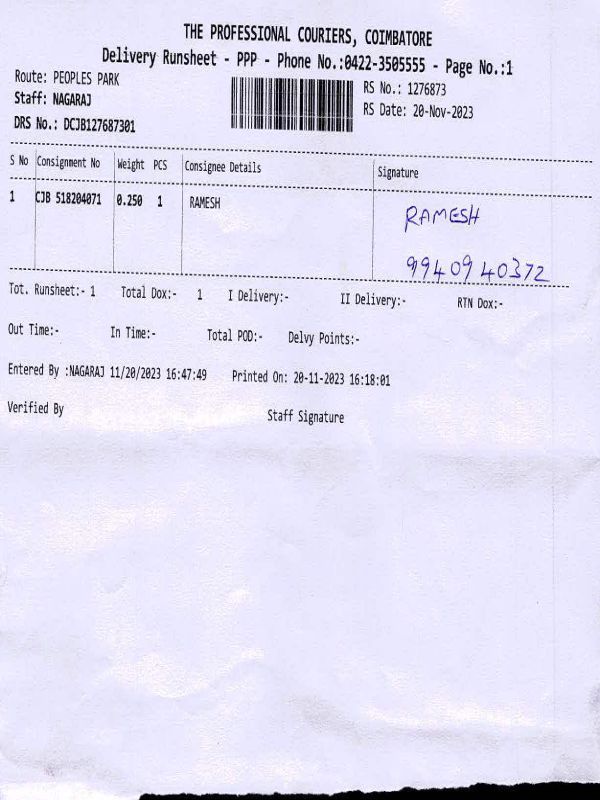 THE PROFESSIONAL COURIERS, COIMBATORE
Delivery Runsheet - PPP - Phone No.:0422-3505555 - Page No.:1
Route: PEOPLES PARK
RS No.: 1276873
Staff: NAGARAJ
RS Date: 20-Nov-2023
DRS No.: DCJB127687301
S No Consignment No Weight PCS Consignee Details Signature
1 CJB 518204071 0.250 1 RAMESH RAMESH
9940940372
Tot. Runsheet:- 1 Total Dox:- 1 I Delivery:- II Delivery:- RTN Dox:-
Out Time:- In Time:- Total POD:- Delvy Points:-
Entered By :NAGARAJ 11/20/2023 16:47:49 Printed On: 20-11-2023 16:18:01
Verified By Staff Signature